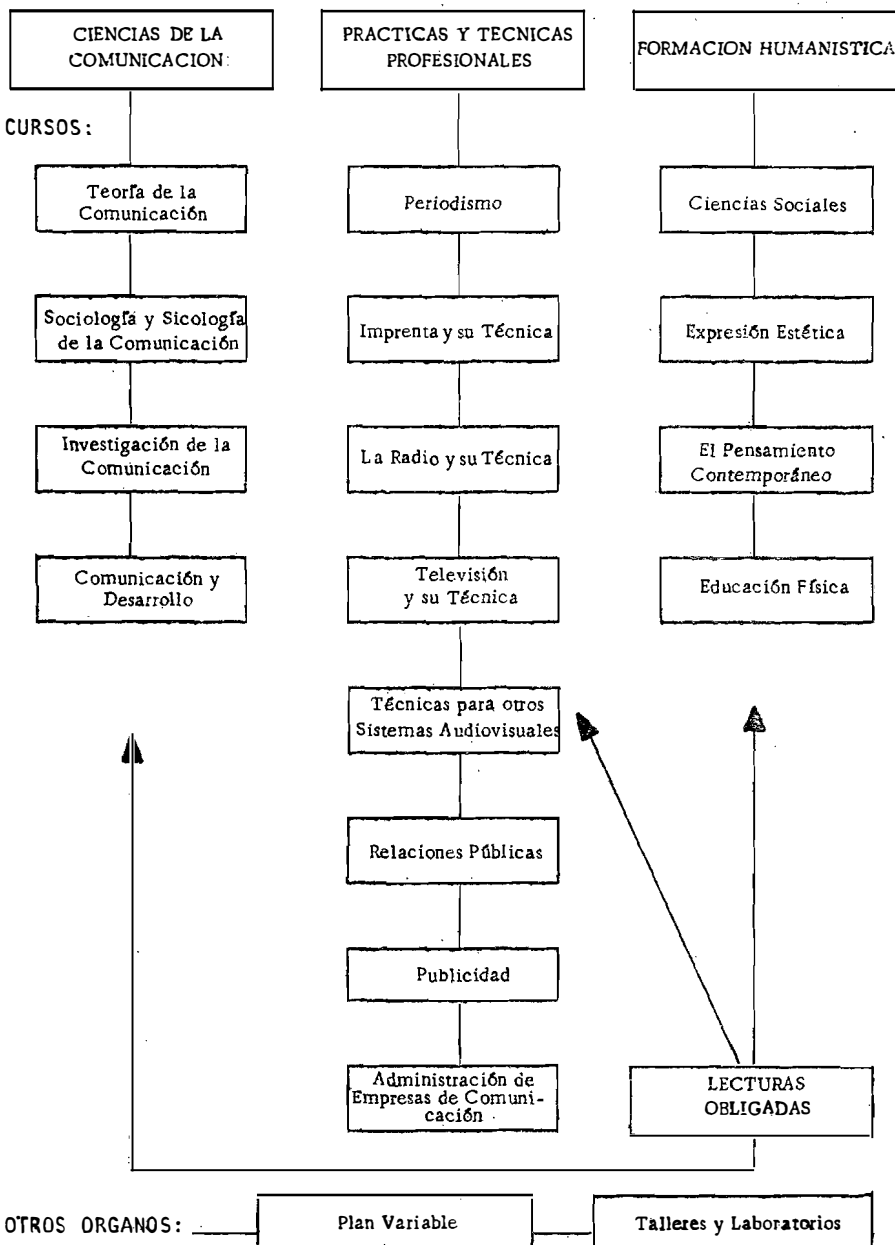 CIENCIAS DE LA
COMUNICACION:
PRACTICAS Y TECNICAS
PROFESIONALES
FORMACION HUMANISTICA
CURSOS:
Teoría de la
Comunicación
Periodismo
Ciencias Sociales
Sociología y Sicología
de la Comunicación
Imprenta y su Técnica
Expresión Estética
Investigación de la
Comunicación
La Radio y su Técnica
El Pensamiento
Contemporáneo
Comunicación y
Desarrollo
Televisión
y su Técnica
Educación Física
Técnicas para otros
Sistemas Audiovisuales
Relaciones Públicas
Publicidad
Administración de
Empresas de Comuni-
cación
LECTURAS
OBLIGADAS
OTROS ORGANOS:
Plan Variable
Talleres y Laboratorios